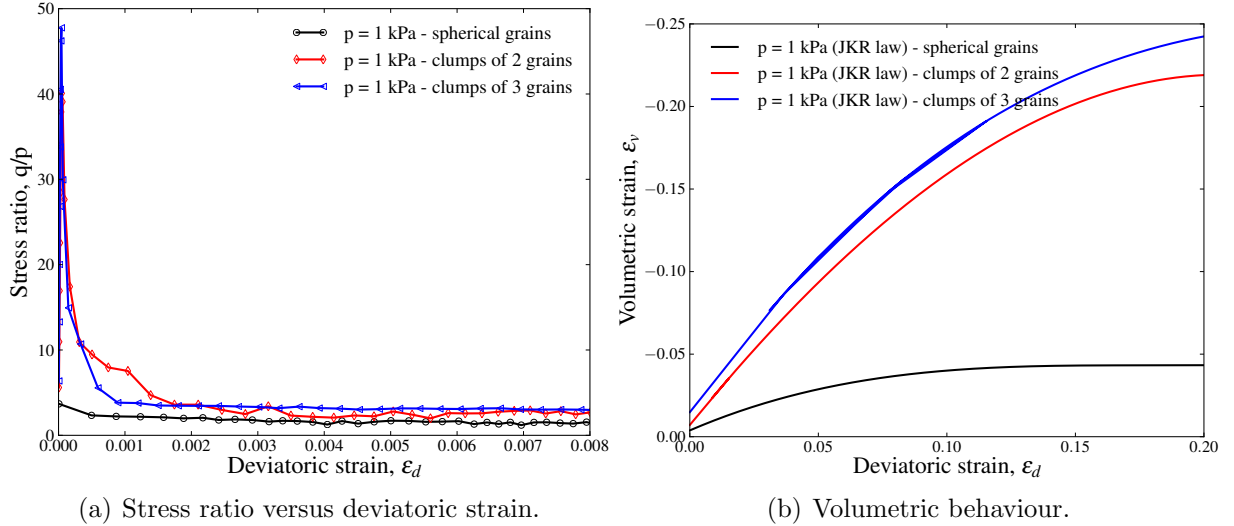 50
40
30
20
10
0
0.000 0.001 0.002 0.003 0.004 0.005 0.006 0.007 0.008
Stress ratio, q/p
Deviatoric strain, εd
p = 1 kPa - spherical grains
p = 1 kPa - clumps of 2 grains
p = 1 kPa - clumps of 3 grains
(a) Stress ratio versus deviatoric strain.
−0.25
−0.20
−0.15
−0.10
−0.05
0.00
0.00 0.05 0.10 0.15 0.20
Volumetric strain, εv
Deviatoric strain, εd
p = 1 kPa (JKR law) - spherical grains
p = 1 kPa (JKR law) - clumps of 2 grains
p = 1 kPa (JKR law) - clumps of 3 grains
(b) Volumetric behaviour.